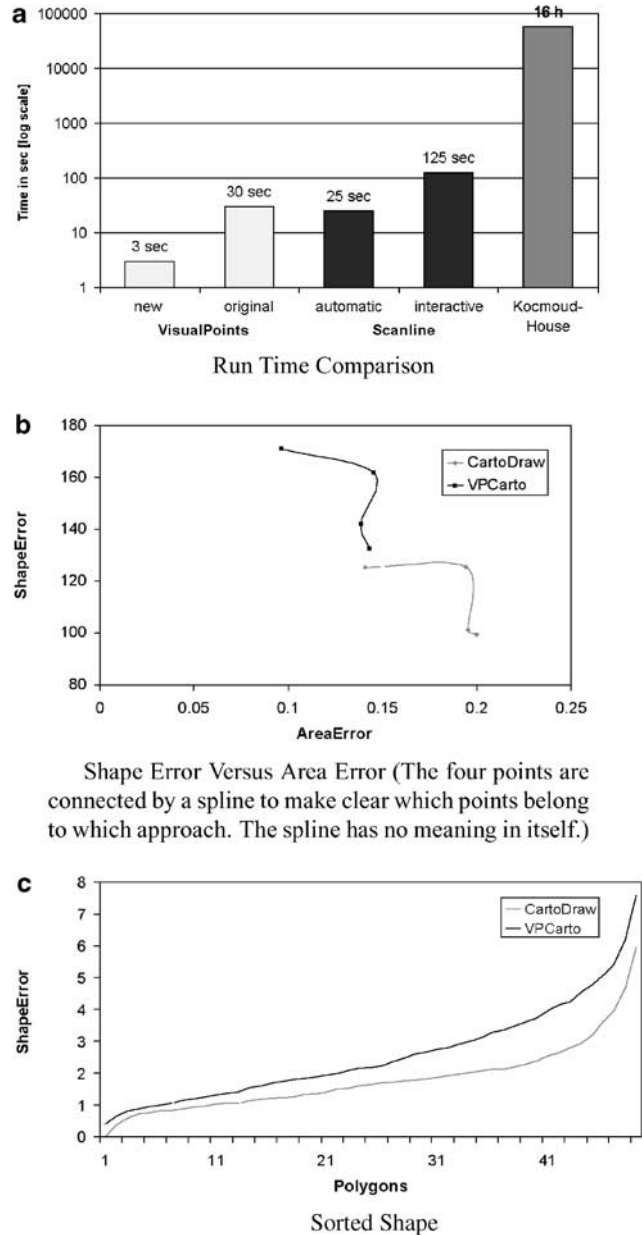 a
16 h
100000
10000
1000
100
10
1
Time in sec [log scale]
3 sec
30 sec
25 sec
125 sec
new
original
automatic
interactive
Kocmoud-
House
VisualPoints
Scanline
Run Time Comparison
b
180
160
140
120
100
80
ShapeError
CartoDraw
VPCarto
0
0.05
0.1
0.15
0.2
0.25
AreaError
Shape Error Versus Area Error (The four points are
connected by a spline to make clear which points belong
to which approach. The spline has no meaning in itself.)
c
8
7
6
5
4
3
2
1
0
ShapeError
CartoDraw
VPCarto
1
11
21
31
41
Polygons
Sorted Shape